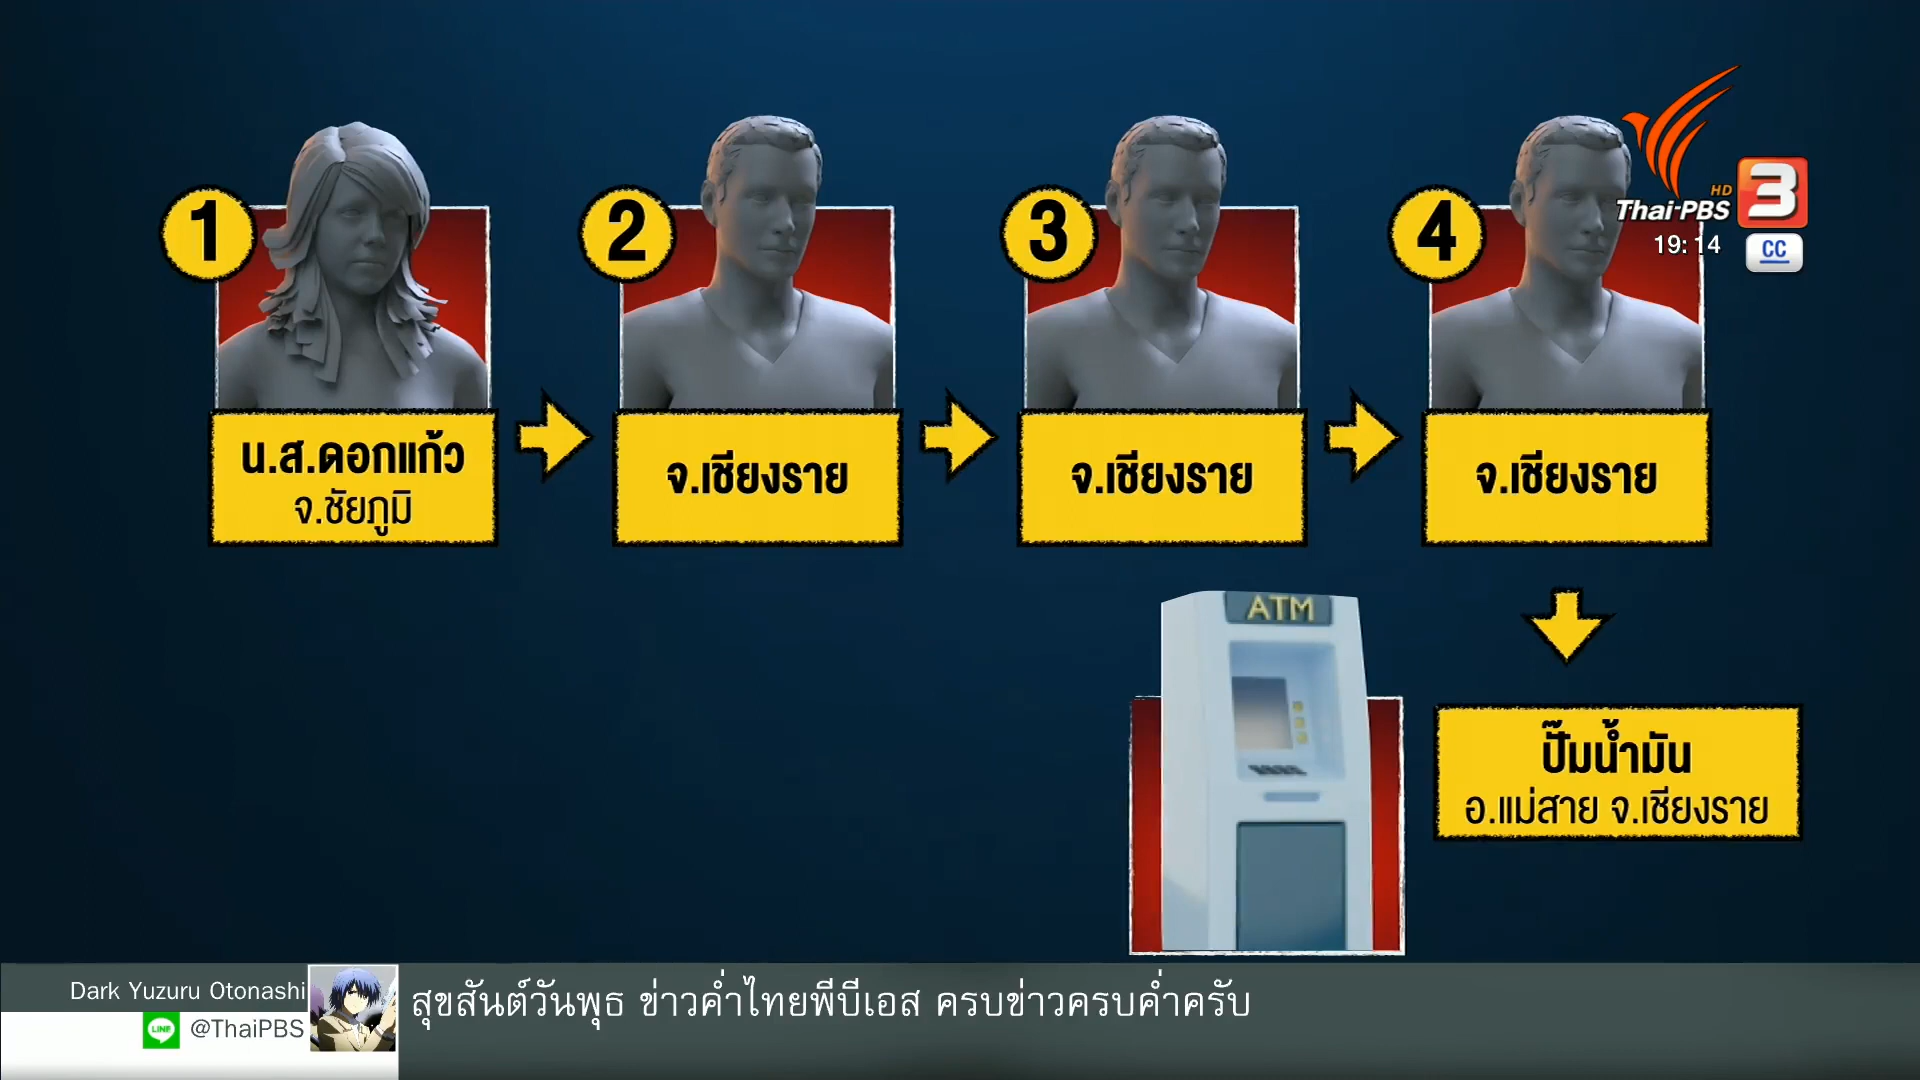 HD
Thai PBS
3
19:14
CC
1
2
3
4
น.ส.ดอกแก้ว
จ.ชัยภูมิ
จ.เชียงราย
จ.เชียงราย
จ.เชียงราย
ATM
ปั๊มน้ำมัน
อ.แม่สาย จ.เชียงราย
Dark Yuzuru Otonashi
LINE
@ThaiPBS
สุขสันต์วันพุธ ข่าวค่ำไทยพีบีเอส ครบข่าวครบค่ำครับ